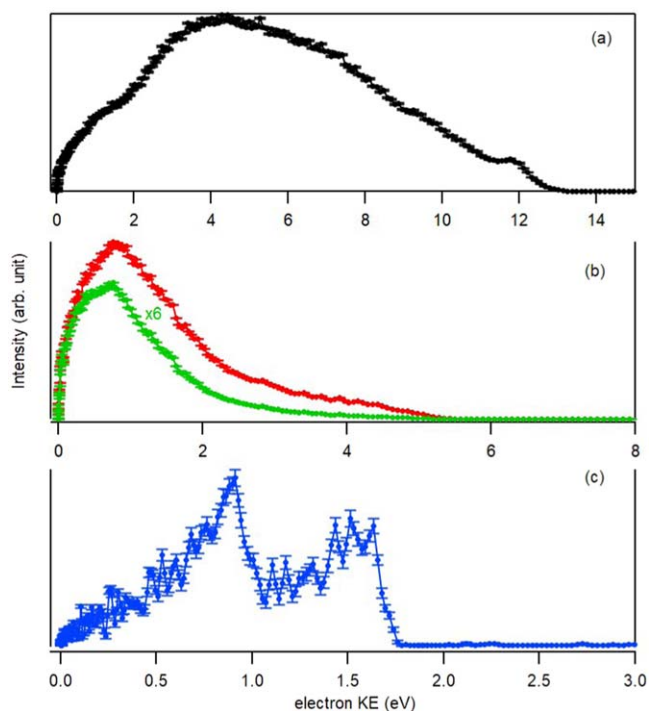 (a)
0 2 4 6 8 10 12 14
(b)
x6
Intensity (arb. unit)
0 2 4 6 8
(c)
0.0 0.5 1.0 1.5 2.0 2.5 3.0
electron KE (eV)